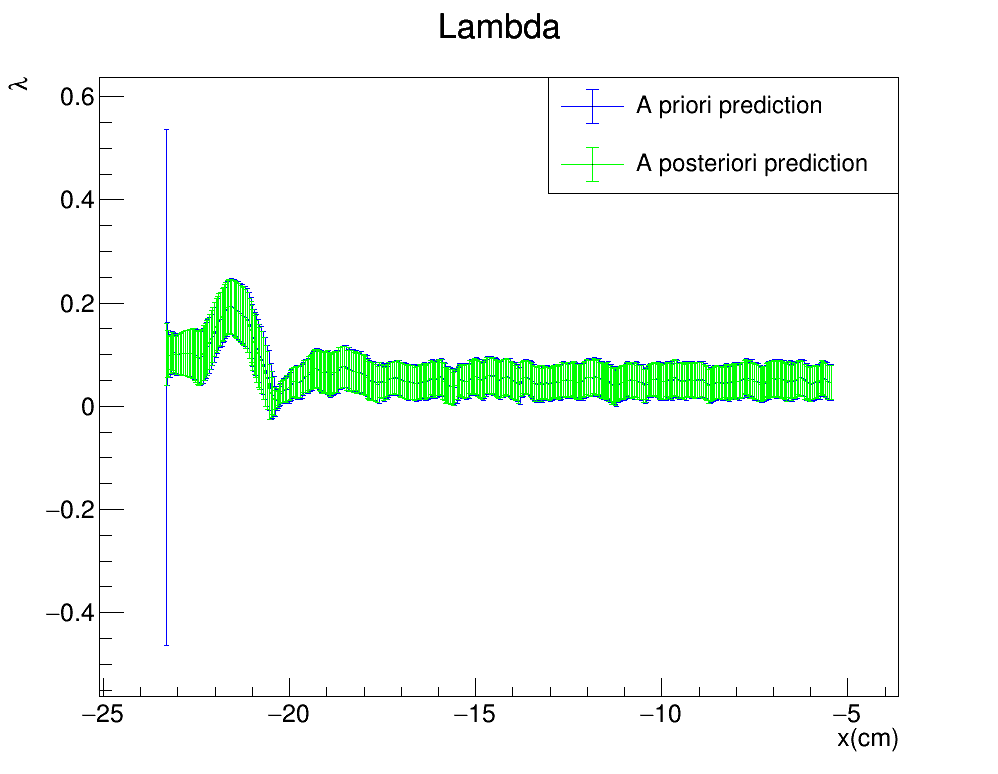 Lambda
λ
A priori prediction
A posteriori prediction
0.6
0.4
0.2
0
−0.2
−0.4
−25 −20 −15 −10 −5
x(cm)